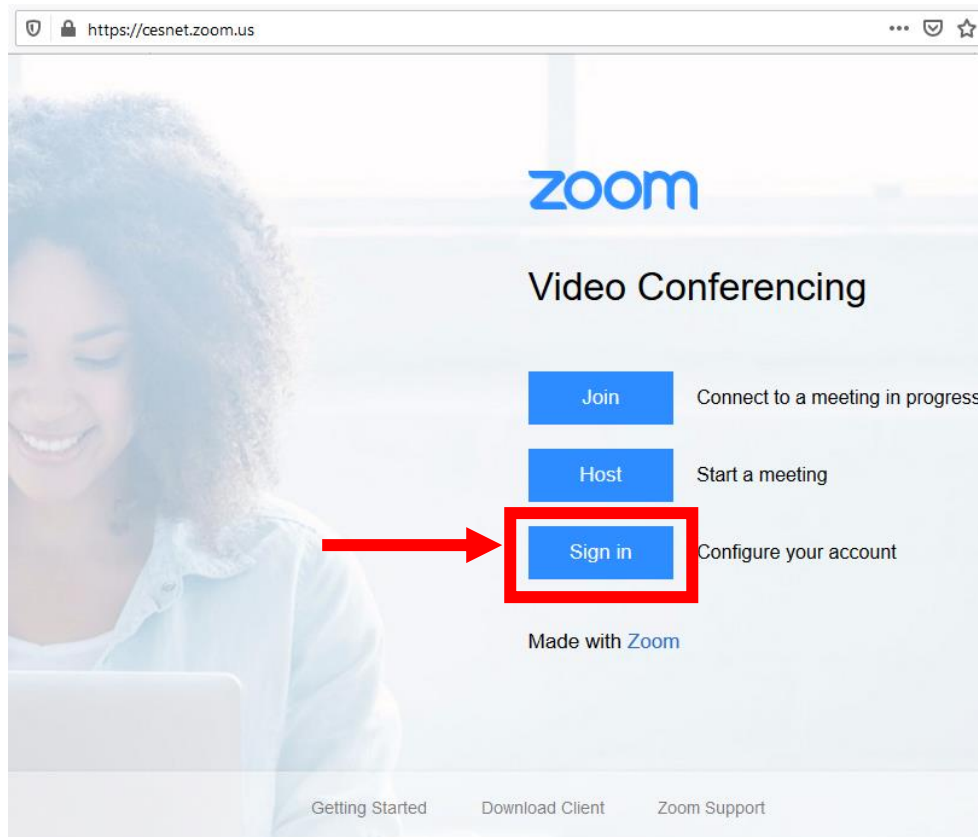 https://cesnet.zoom.us
zoom
Video Conferencing
Join Connect to a meeting in progress
Host Start a meeting
Sign in Configure your account
Made with Zoom
Getting Started Download Client Zoom Support